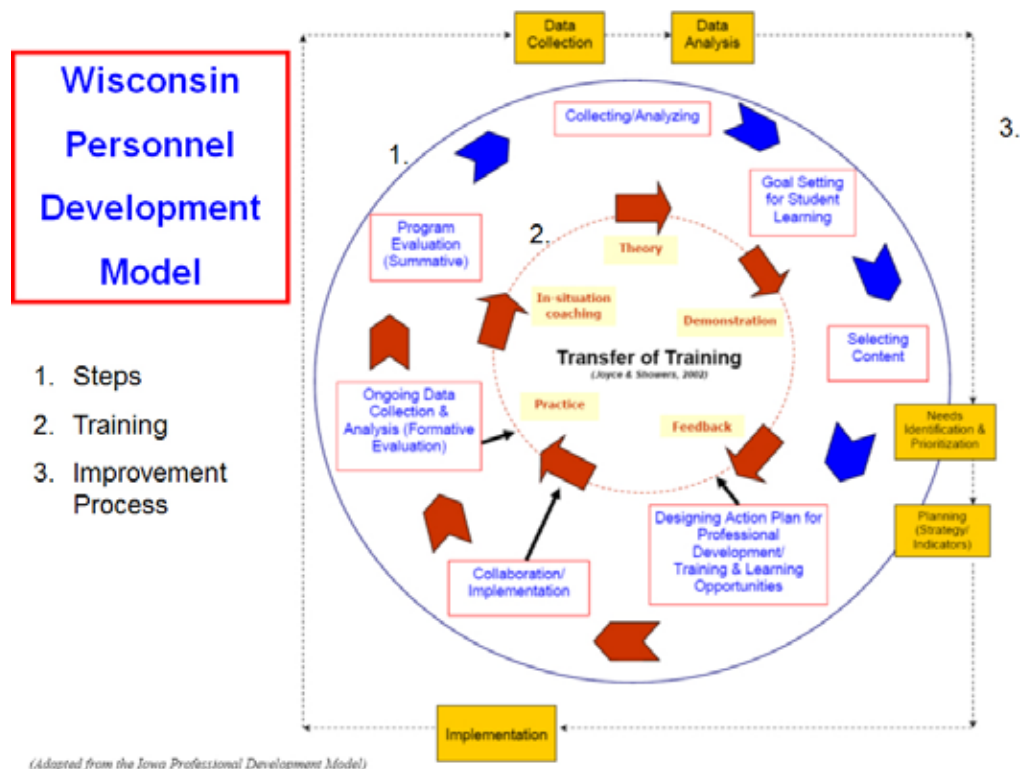 Wisconsin
Personnel
Development
Model
1. Steps
2. Training
3. Improvement
Process
Data
Collection
Data
Analysis
3.
1.
Collecting/Analyzing
Goal Setting
for Student
Learning
Selecting
Content
Needs
Identification &
Prioritization
Planning
(Strategy/
Indicators)
Designing Action Plan for
Professional
Development/
Training & Learning
Opportunities
Collaboration/
Implementation
Ongoing Data
Collection &
Analysis (Formative
Evaluation)
Program
Evaluation
(Summative)
2.
Theory
Demonstration
Feedback
Practice
In-situation
coaching
Transfer of Training
(Joyce & Showers, 2002)
Implementation
(Adapted from the Iowa Professional Development Model)